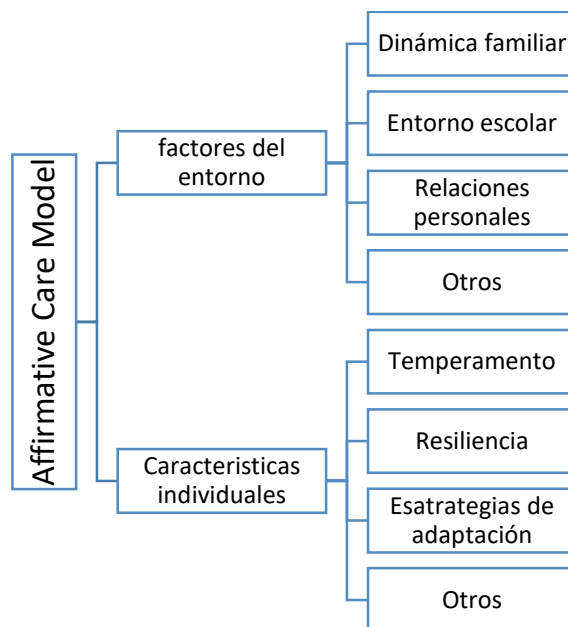 Affirmative Care Model
factores del
entorno
Dinámica familiar
Entorno escolar
Relaciones
personales
Otros
Caracteristicas
individuales
Temperamento
Resiliencia
Esatrategias de
adaptación
Otros